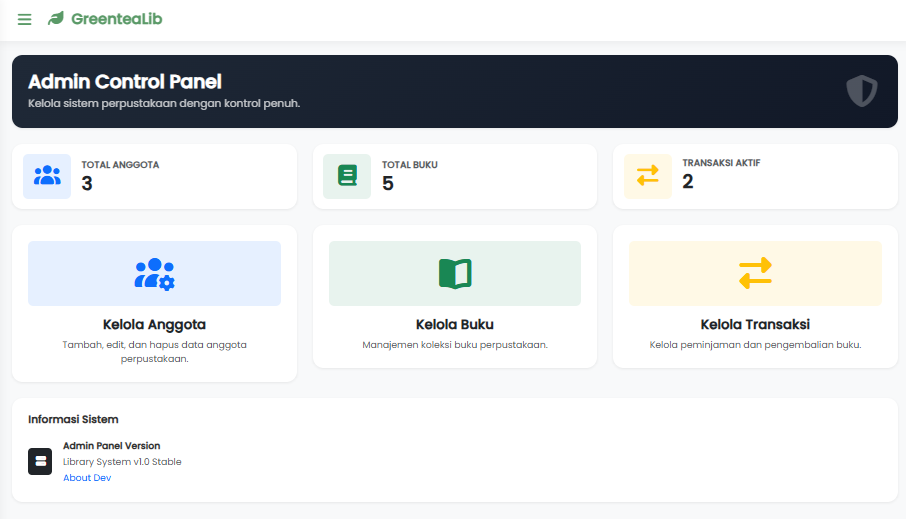 GreenteaLib
Admin Control Panel
Kelola sistem perpustakaan dengan kontrol penuh.
TOTAL ANGGOTA
3
TOTAL BUKU
5
TRANSAKSI AKTIF
2
Kelola Anggota
Tambah, edit, dan hapus data anggota
perpustakaan.
Kelola Buku
Manajemen koleksi buku perpustakaan.
Kelola Transaksi
Kelola peminjaman dan pengembalian buku.
Informasi Sistem
Admin Panel Version
Library System v1.0 Stable
About Dev